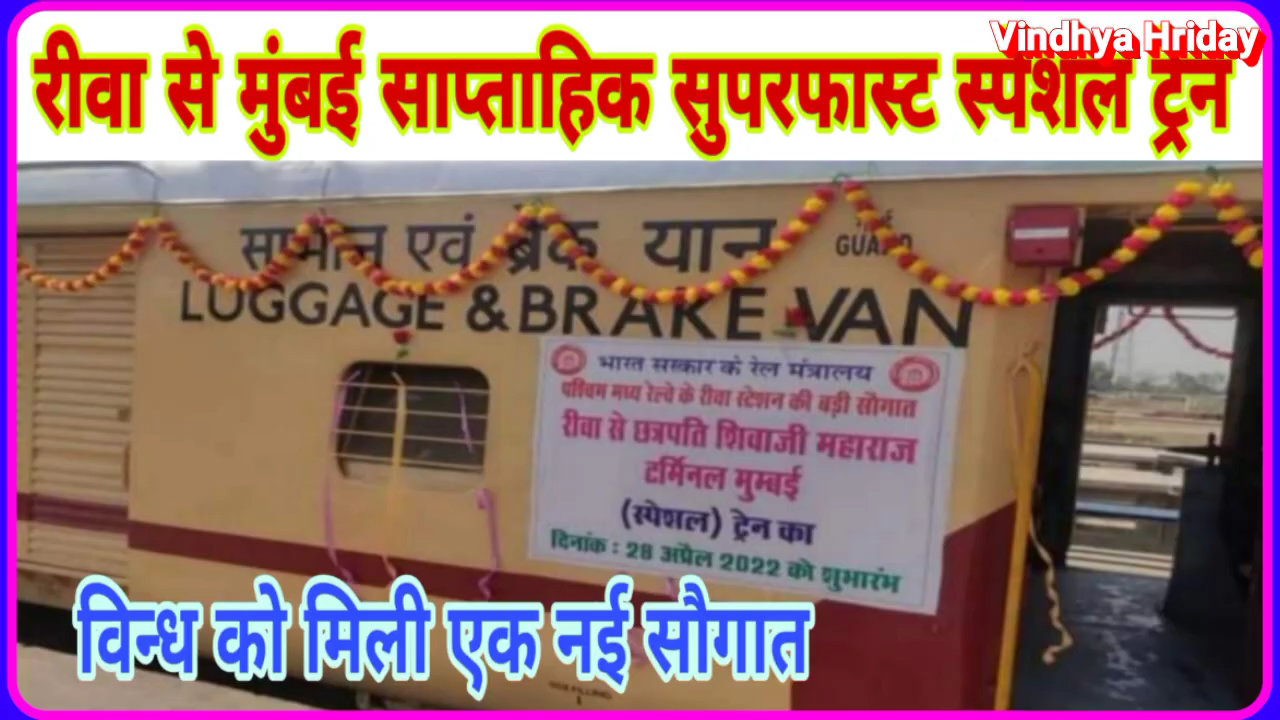 Vindhya Hriday
रीवा से मुंबई साप्ताहिक सुपरफास्ट स्पेशल ट्रेन
सामान एवं ब्रेक यान
GUARD
LUGGAGE & BRAKE VAN
भारत सरकार के रेल मंत्रालय
पश्चिम मध्य रेल्वे के रीवा स्टेशन की बड़ी सौगात
रीवा से छत्रपति शिवाजी महाराज
टर्मिनल मुम्बई
(स्पेशल) ट्रेन का
दिनांक : 28 अप्रैल 2022 को शुभारंभ
विन्ध को मिली एक नई सौगात